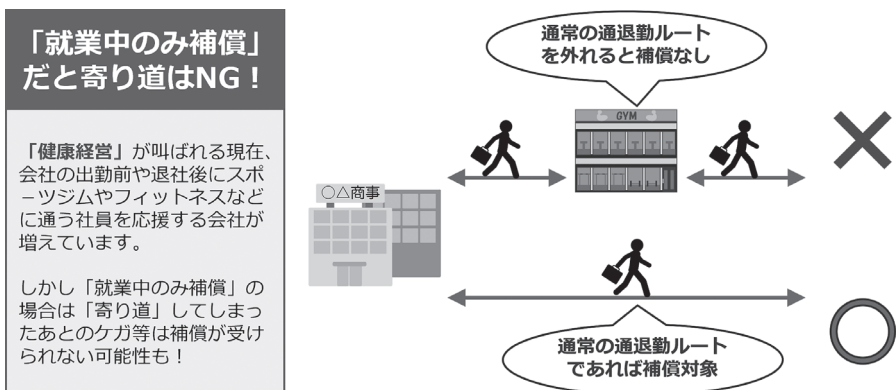 「就業中のみ補償」
だと寄り道はNG！
「健康経営」が叫ばれる現在、
会社の出勤前や退社後にスポ
ーツジムやフィットネスなど
に通う社員を応援する会社が
増えています。
しかし「就業中のみ補償」の
場合は「寄り道」してしまっ
たあとのケガ等は補償が受け
られない可能性も！
通常の通退勤ルート
を外れると補償なし
GYM
○△商事
通常の通退勤ルート
であれば補償対象